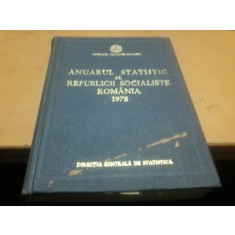 ANUARUL STATISTIC
AL
REPUBLICII SOCIALISTE
ROMÂNIA
1978
DIRECȚIA CENTRALĂ DE STATISTICĂ